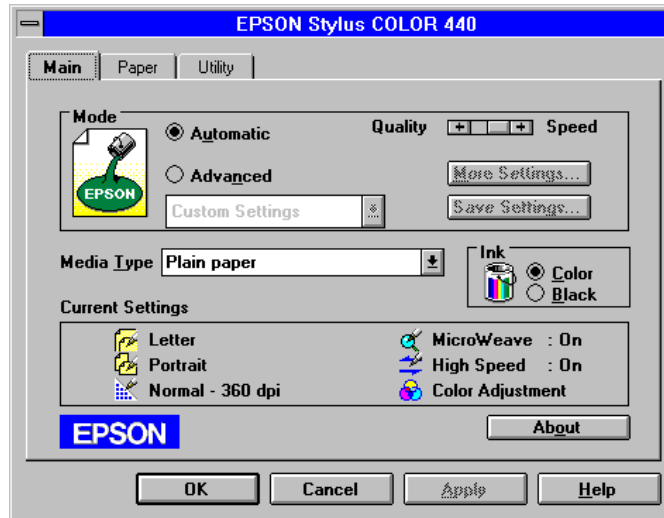 EPSON Stylus COLOR 440
Main Paper Utility
Mode
EPSON
Automatic
Quality + + Speed
Advanced
More Settings...
Custom Settings
Save Settings...
Media Type Plain paper
Ink
Color
Black
Current Settings
Letter MicroWeave : On
Portrait High Speed : On
Normal - 360 dpi Color Adjustment
EPSON About
OK Cancel Apply Help